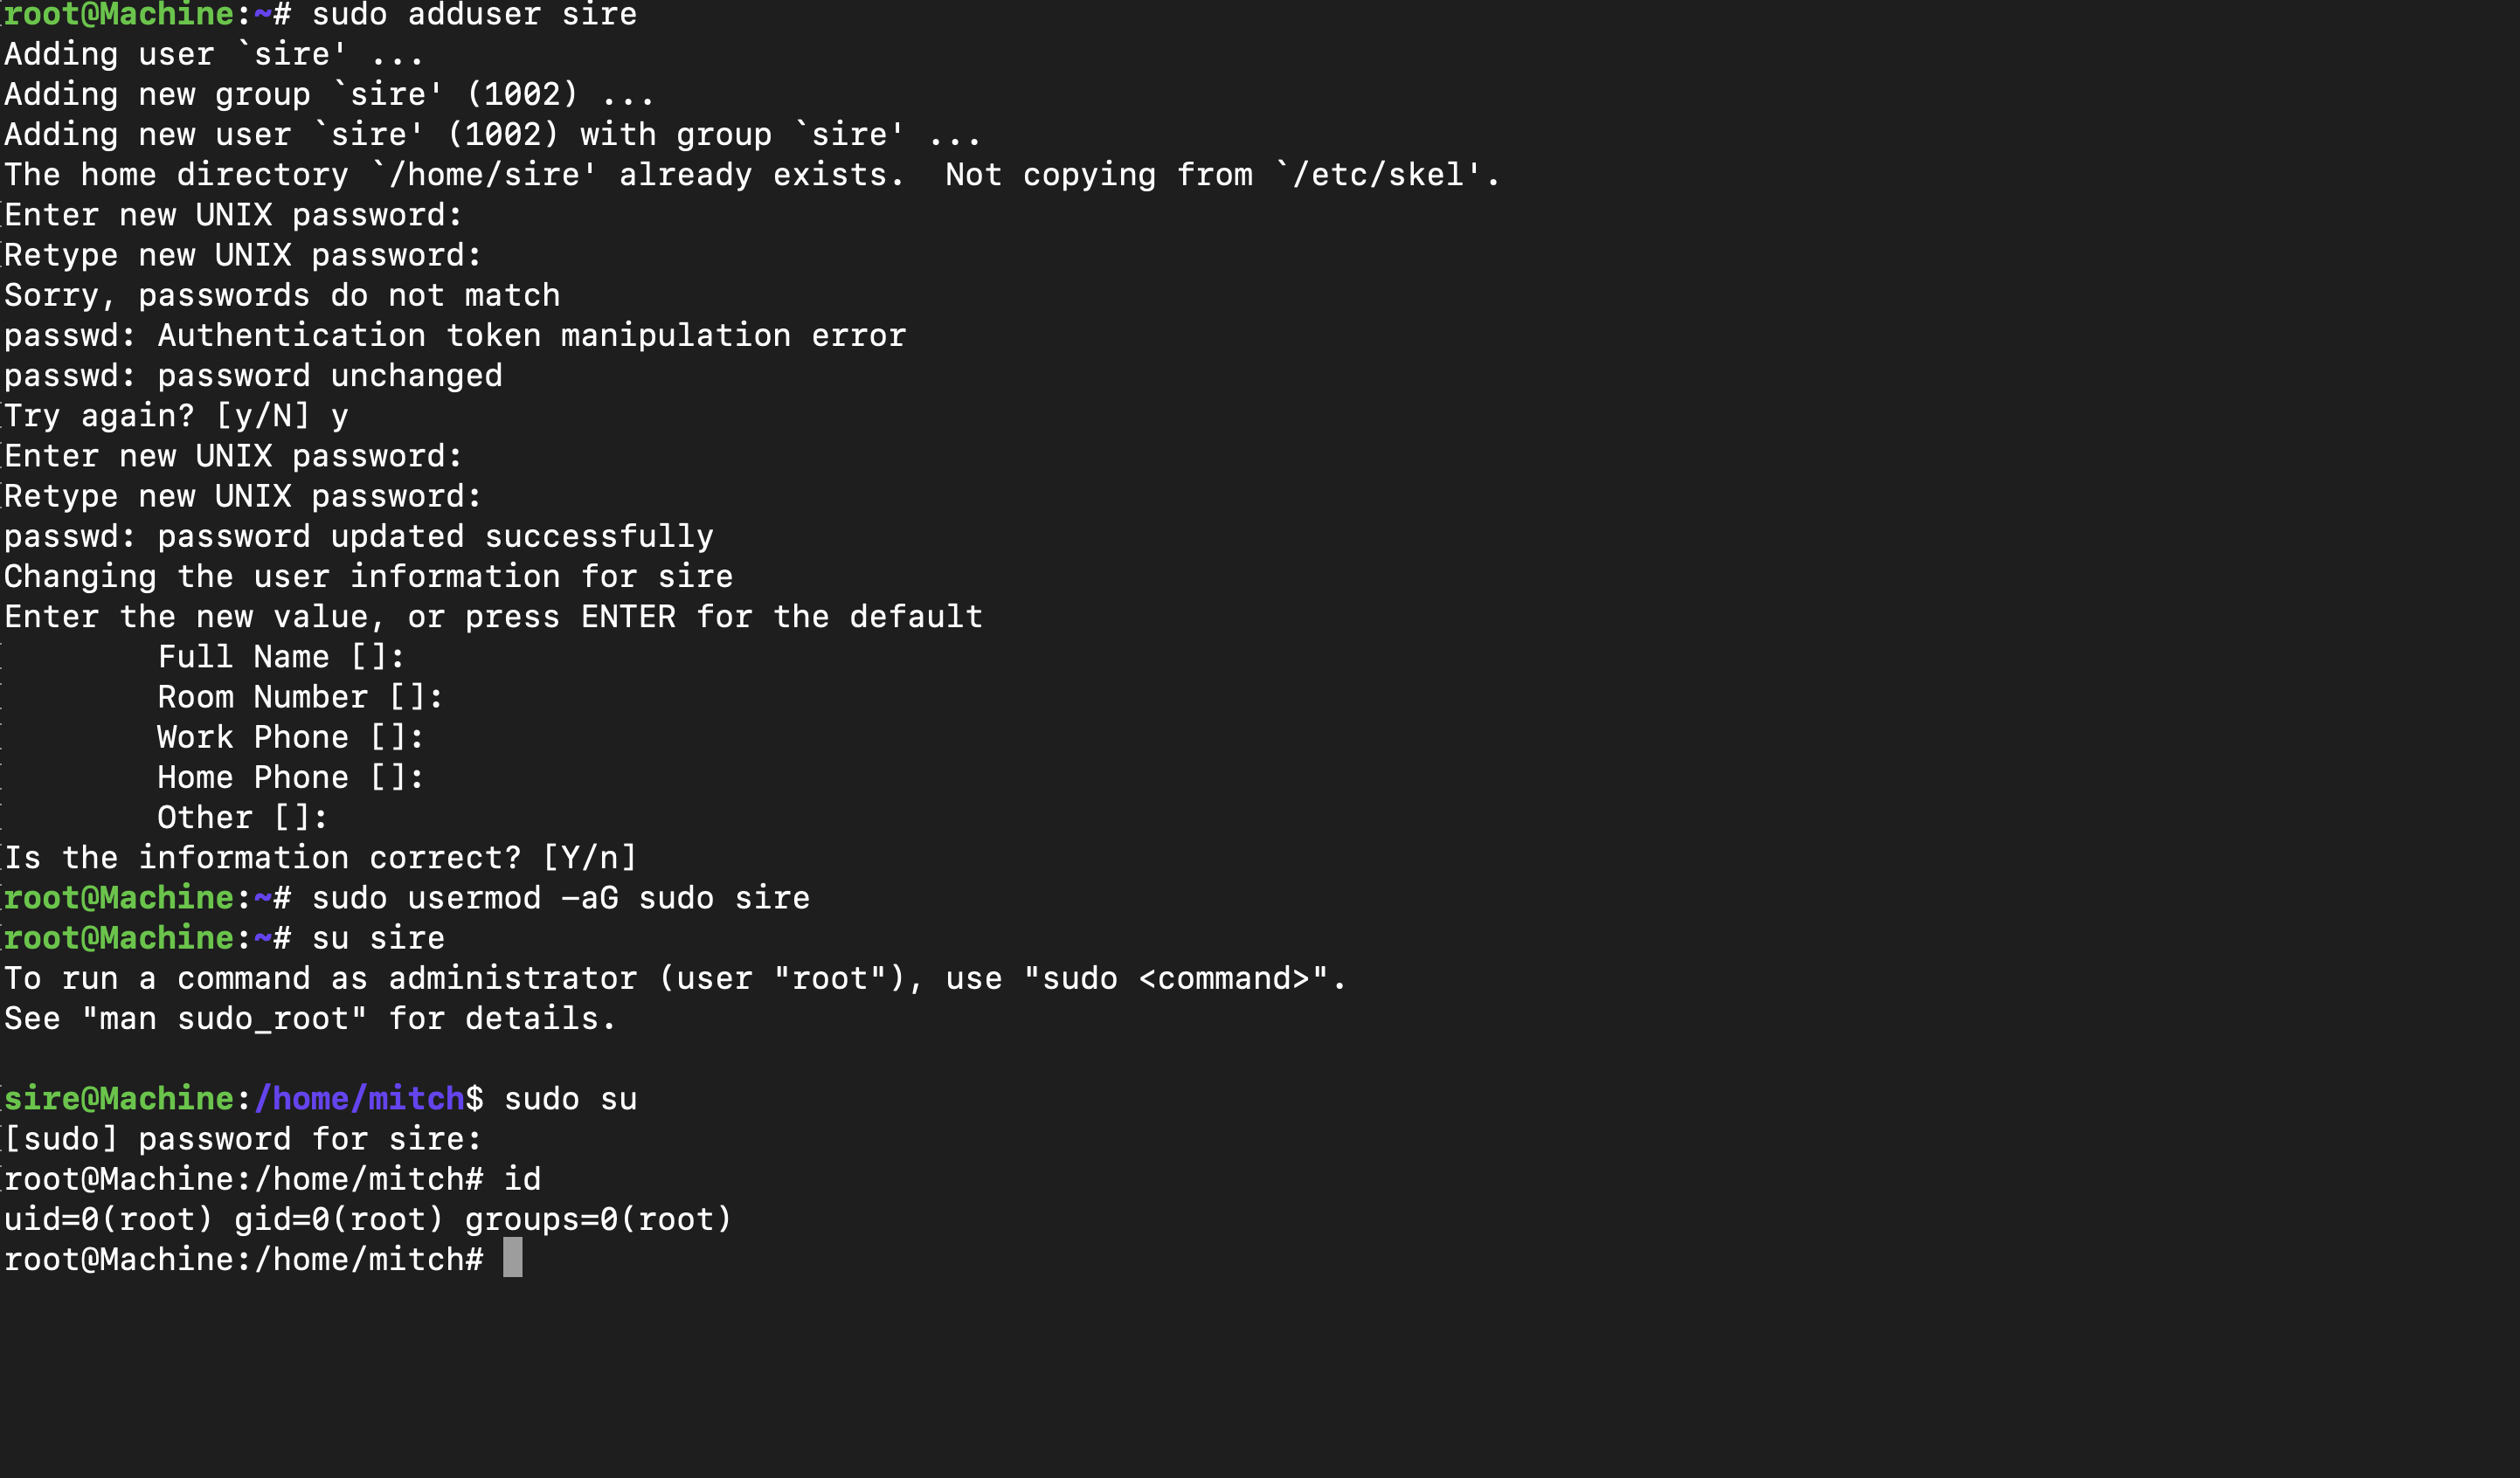 root@Machine:~# sudo adduser sire
Adding user `sire' ...
Adding new group `sire' (1002) ...
Adding new user `sire' (1002) with group `sire' ...
The home directory `/home/sire' already exists.  Not copying from `/etc/skel'.
Enter new UNIX password:
Retype new UNIX password:
Sorry, passwords do not match
passwd: Authentication token manipulation error
passwd: password unchanged
Try again? [y/N] y
Enter new UNIX password:
Retype new UNIX password:
passwd: password updated successfully
Changing the user information for sire
Enter the new value, or press ENTER for the default
        Full Name []:
        Room Number []:
        Work Phone []:
        Home Phone []:
        Other []:
Is the information correct? [Y/n]
root@Machine:~# sudo usermod -aG sudo sire
root@Machine:~# su sire
To run a command as administrator (user "root"), use "sudo <command>".
See "man sudo_root" for details.

sire@Machine:/home/mitch$ sudo su
[sudo] password for sire:
root@Machine:/home/mitch# id
uid=0(root) gid=0(root) groups=0(root)
root@Machine:/home/mitch#